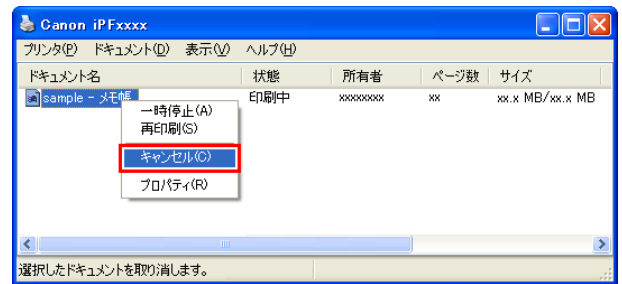 Canon iPFxxxx
プリンタ(P) ドキュメント(D) 表示(V) ヘルプ(H)
ドキュメント名 状態 所有者 ページ数 サイズ
sample - メモ帳 印刷中 xxxxxxxx xx xx.x MB/xx.x MB
一時停止(A)
再印刷(S)
キャンセル(C)
プロパティ(R)
選択したドキュメントを取り消します。